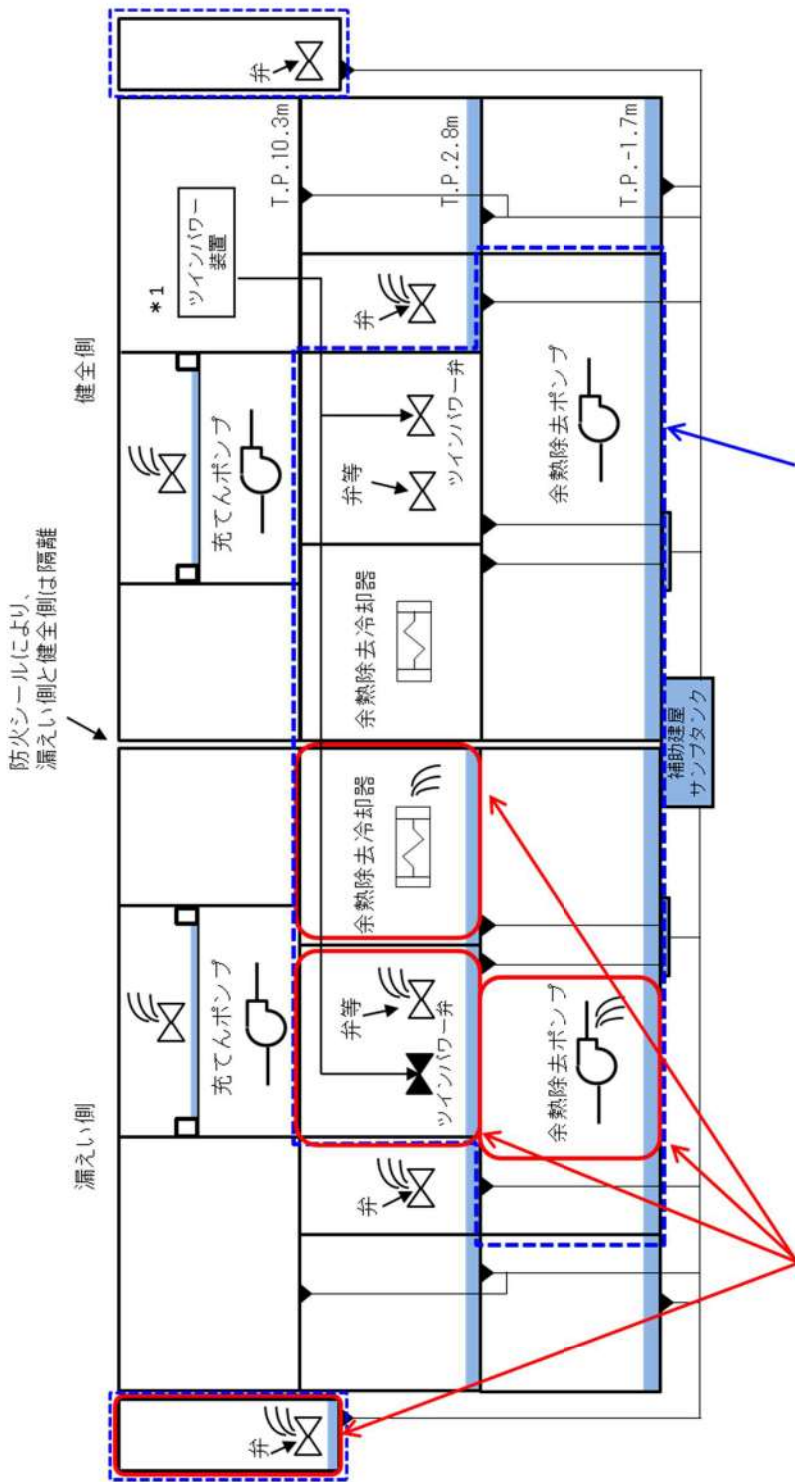 防火シールにより、
漏えい側と健全側は隔離
漏えい側
健全側
弁
充てんポンプ
充てんポンプ
*1
ツインパワー
装置
T.P.10.3m
弁
弁
弁等
ツインパワー弁
余熱除去冷却器
余熱除去冷却器
弁等
ツインパワー弁
弁
T.P.2.8m
余熱除去ポンプ
余熱除去ポンプ
T.P.-1.7m
補助建屋
サンプタンク